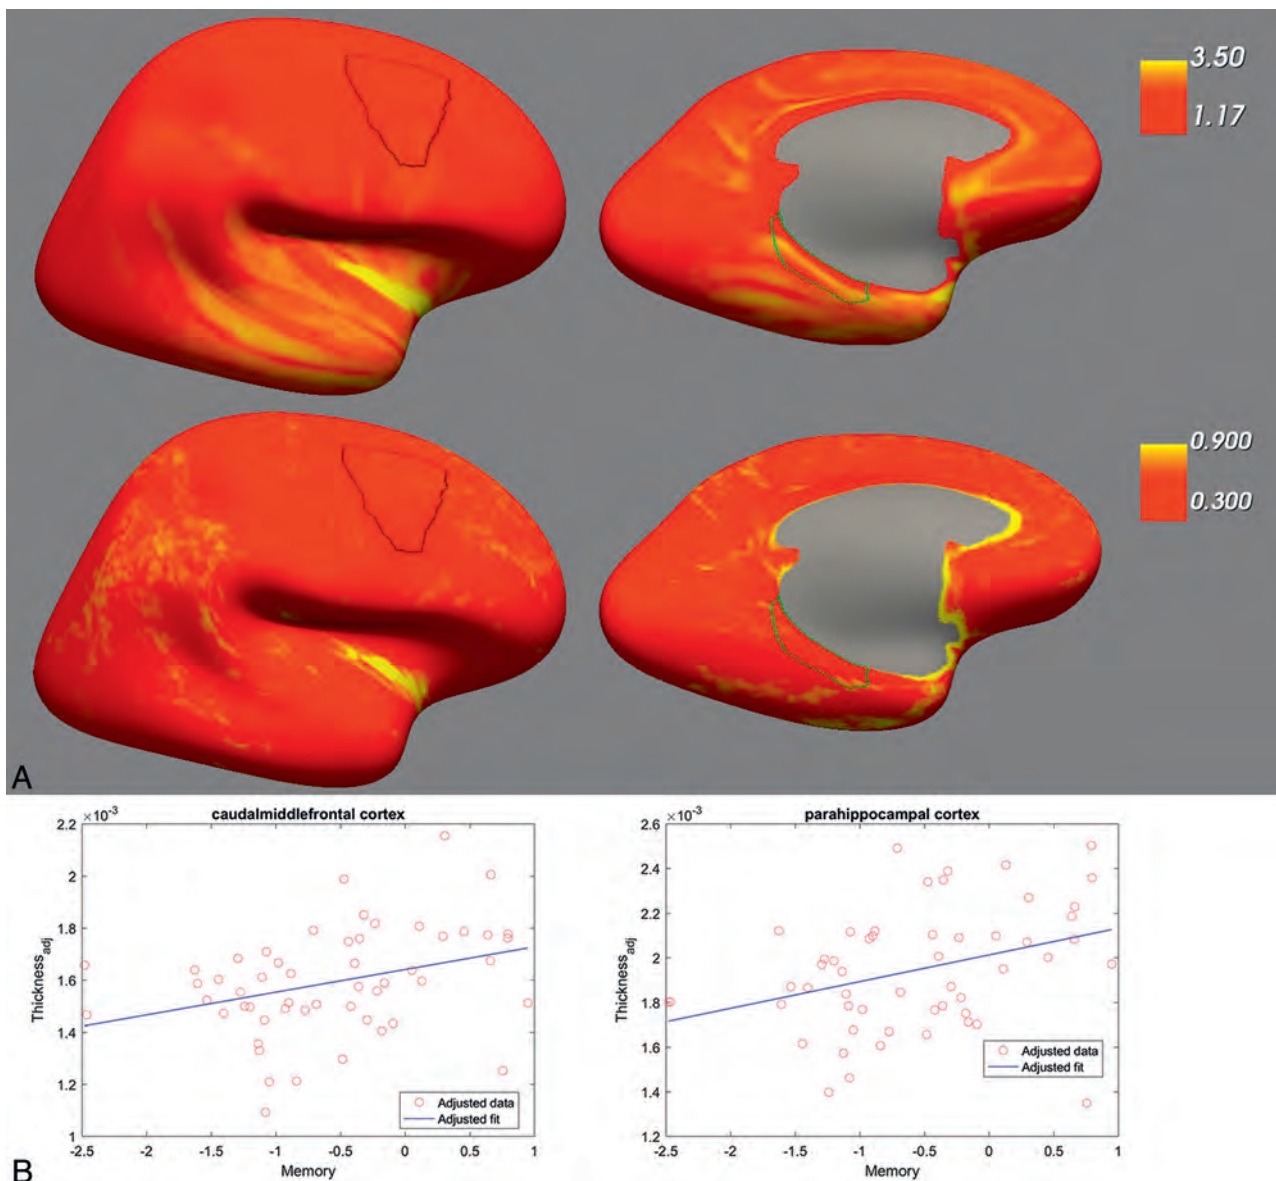 3.50
1.17
0.900
0.300
A
×10⁻³
caudalmiddlefrontal cortex
2.2
2
1.8
1.6
1.4
1.2
1
Thickness_adj
Adjusted data
Adjusted fit
-2.5 -2 -1.5 -1 -0.5 0 0.5 1
Memory
×10⁻³
parahippocampal cortex
2.6
2.4
2.2
2
1.8
1.6
1.4
1.2
Thickness_adj
Adjusted data
Adjusted fit
-2.5 -2 -1.5 -1 -0.5 0 0.5 1
Memory
B